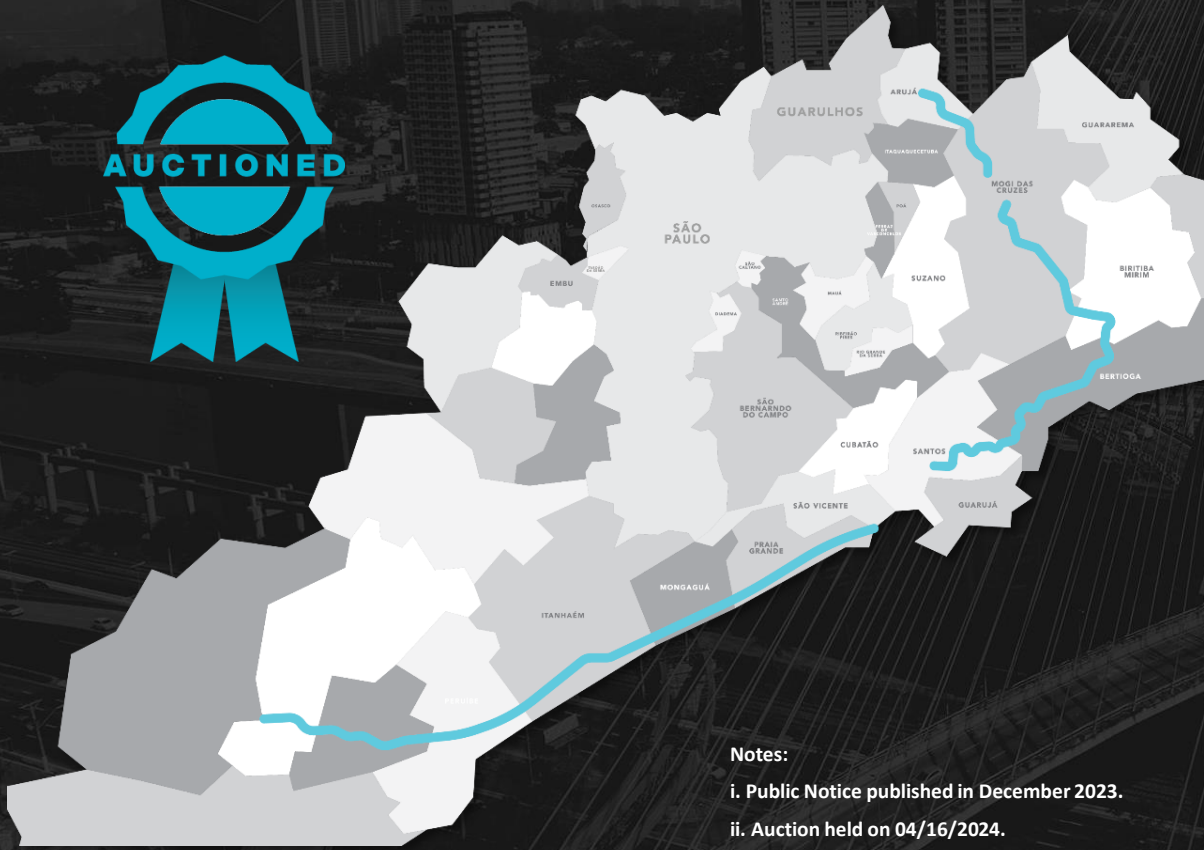 AUCTIONED
ARUJÁ
GUARULHOS
GUARAREMA
ITAQUAQUECETUBA
MOGI DAS
CRUZES
OSASCO
POÁ
SÃO
PAULO
SÃO
CAETANO
BIRITIBA
MIRIM
SUZANO
EMBU
SANTO
ANDRÉ
MAUÁ
DIADEMA
RIBEIRÃO
PIRES
RIO GRANDE
DA SERRA
BERTIOGA
SÃO
BERNARNDO
DO CAMPO
CUBATÃO
SANTOS
SÃO VICENTE
GUARUJÁ
PRAIA
GRANDE
MONGAGUÁ
ITANHAÉM
PERUÍBE
Notes:
i. Public Notice published in December 2023.
ii. Auction held on 04/16/2024.